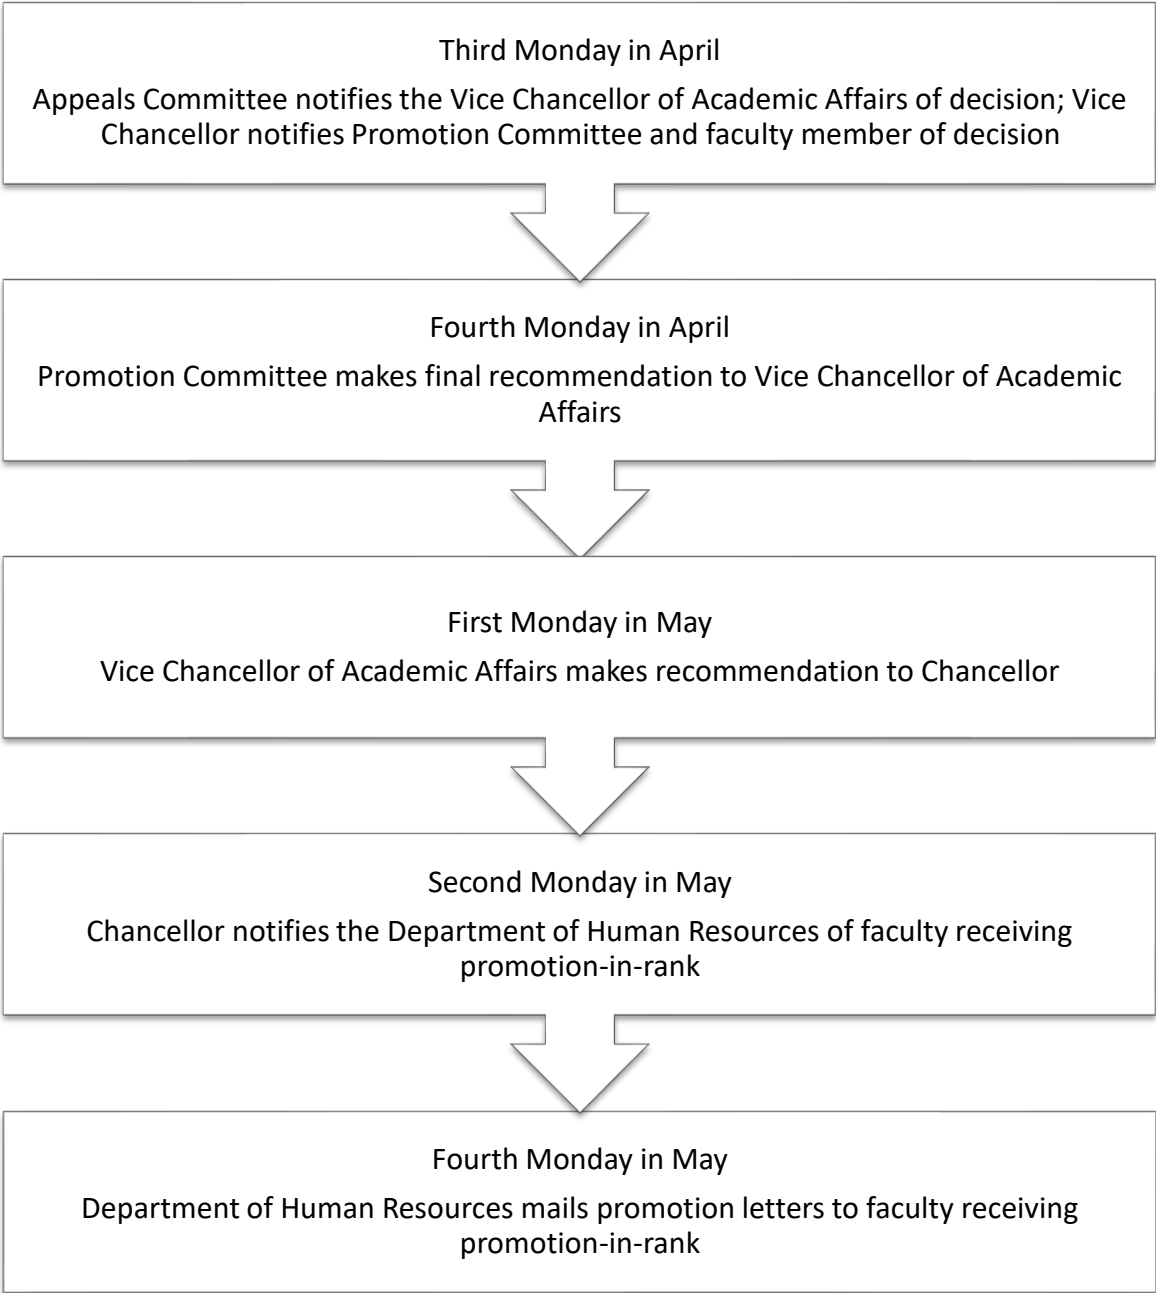 Third Monday in April
Appeals Committee notifies the Vice Chancellor of Academic Affairs of decision; Vice
Chancellor notifies Promotion Committee and faculty member of decision
Fourth Monday in April
Promotion Committee makes final recommendation to Vice Chancellor of Academic
Affairs
First Monday in May
Vice Chancellor of Academic Affairs makes recommendation to Chancellor
Second Monday in May
Chancellor notifies the Department of Human Resources of faculty receiving
promotion-in-rank
Fourth Monday in May
Department of Human Resources mails promotion letters to faculty receiving
promotion-in-rank